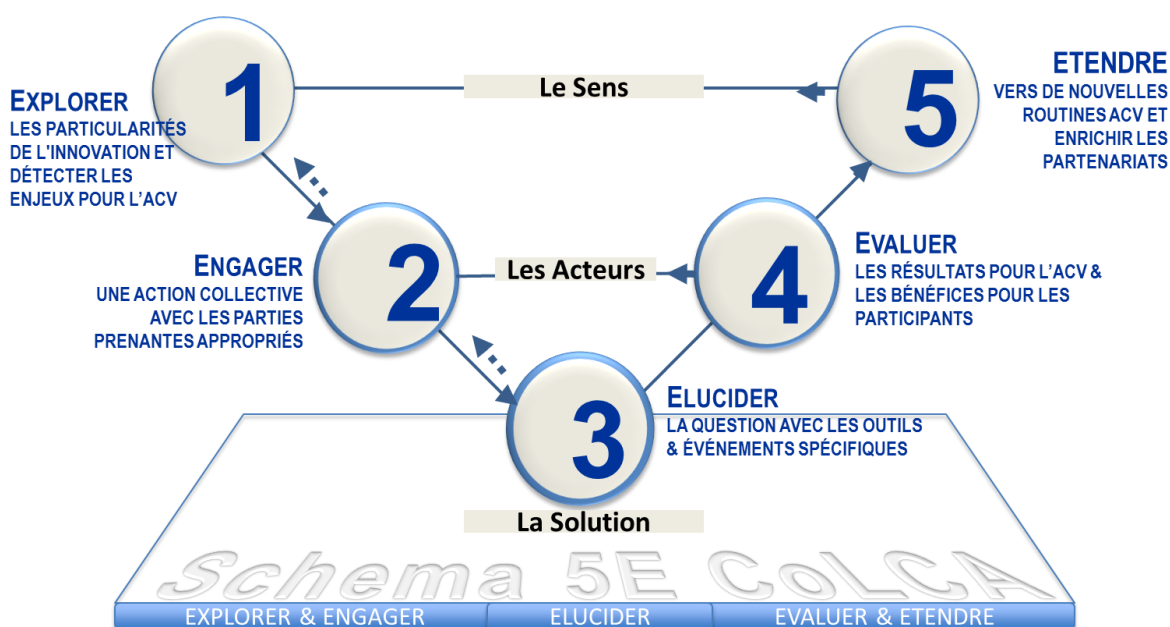 1
EXPLORER
LES PARTICULARITÉS
DE L'INNOVATION ET
DÉTECTER LES
ENJEUX POUR L'ACV
Le Sens
5
ETENDRE
VERS DE NOUVELLES
ROUTINES ACV ET
ENRICHIR LES
PARTENARIATS
2
ENGAGER
UNE ACTION COLLECTIVE
AVEC LES PARTIES
PRENANTES APPROPRIÉS
Les Acteurs
4
EVALUER
LES RÉSULTATS POUR L'ACV &
LES BÉNÉFICES POUR LES
PARTICIPANTS
3
ELUCIDER
LA QUESTION AVEC LES OUTILS
& ÉVÉNEMENTS SPÉCIFIQUES
La Solution
Schema 5E CoLCA
EXPLORER & ENGAGER
ELUCIDER
EVALUER & ETENDRE